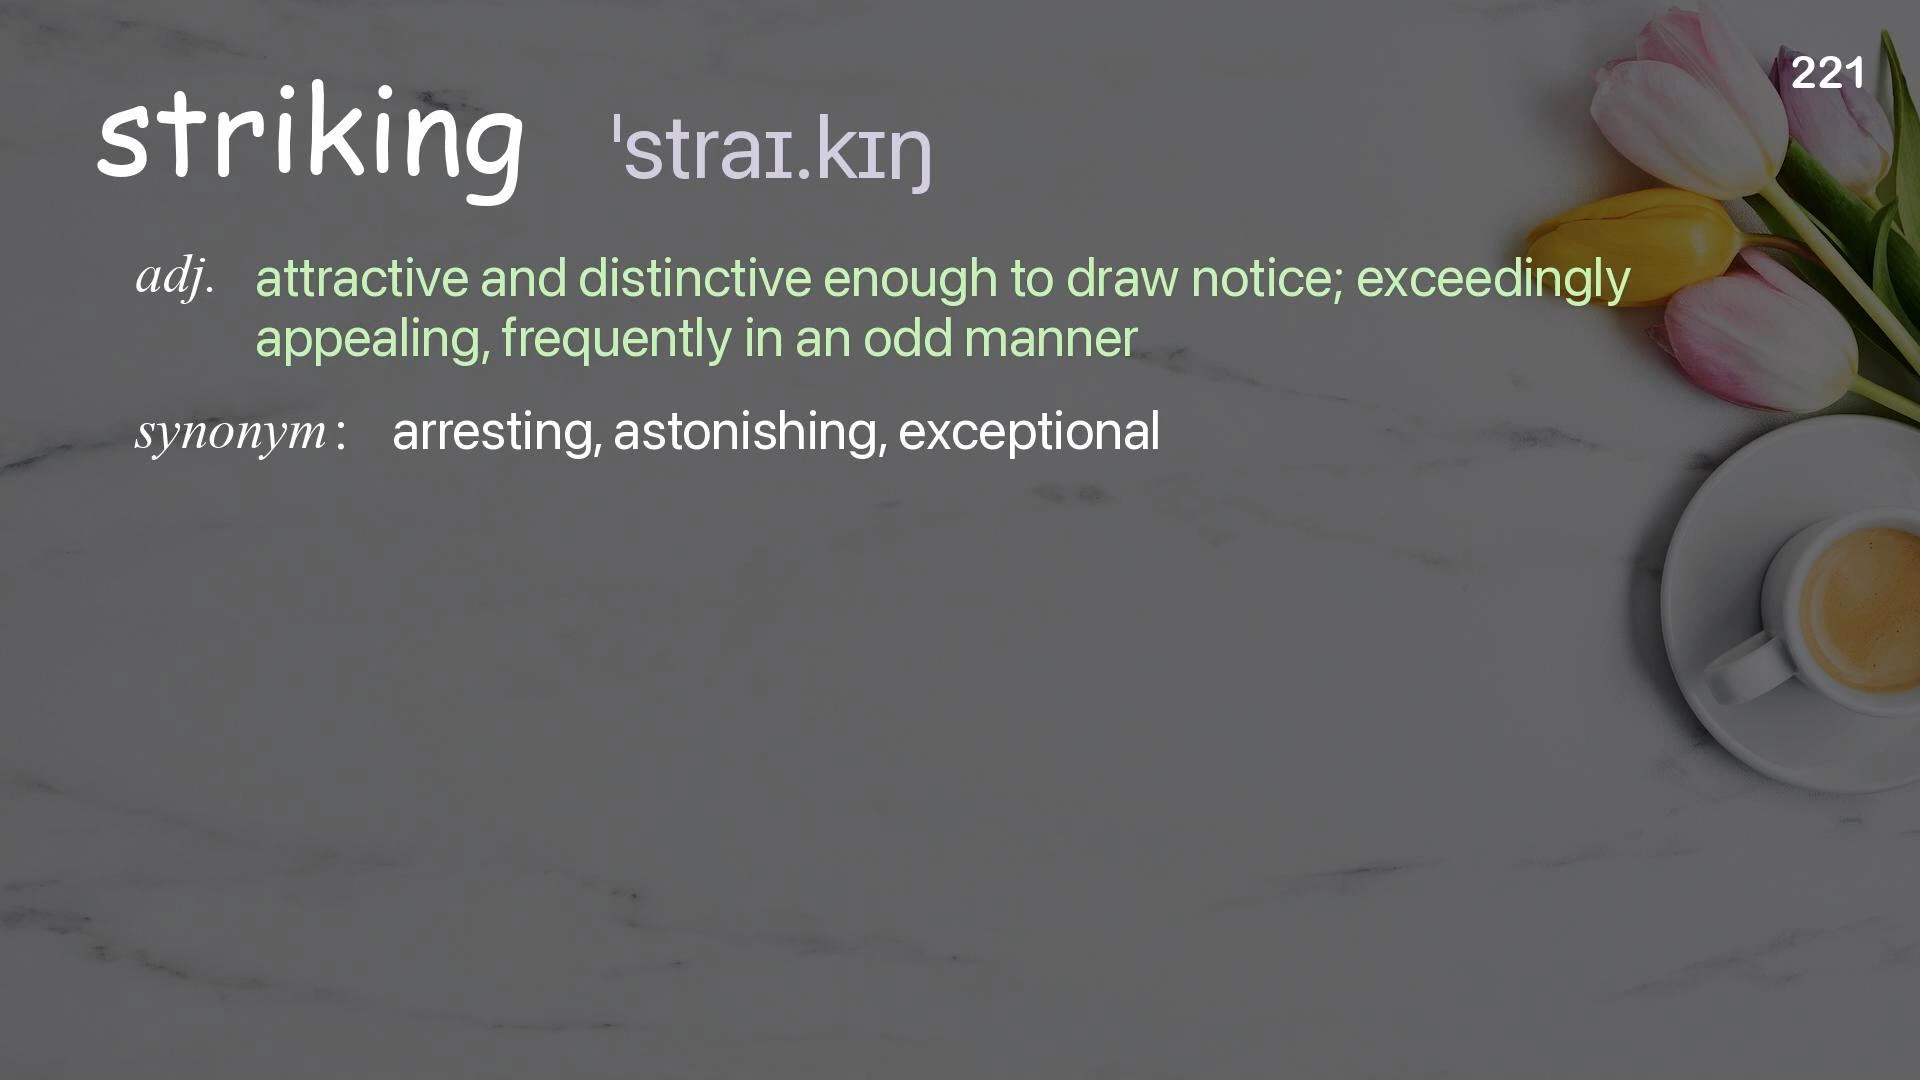 221
striking ˈstraɪ.kɪŋ
adj. attractive and distinctive enough to draw notice; exceedingly
appealing, frequently in an odd manner
synonym: arresting, astonishing, exceptional